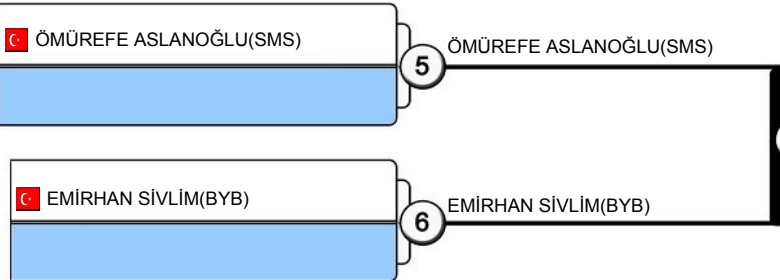 ÖMÜREFE ASLANOĞLU(SMS)
5
ÖMÜREFE ASLANOĞLU(SMS)
EMİRHAN SİVLİM(BYB)
6
EMİRHAN SİVLİM(BYB)